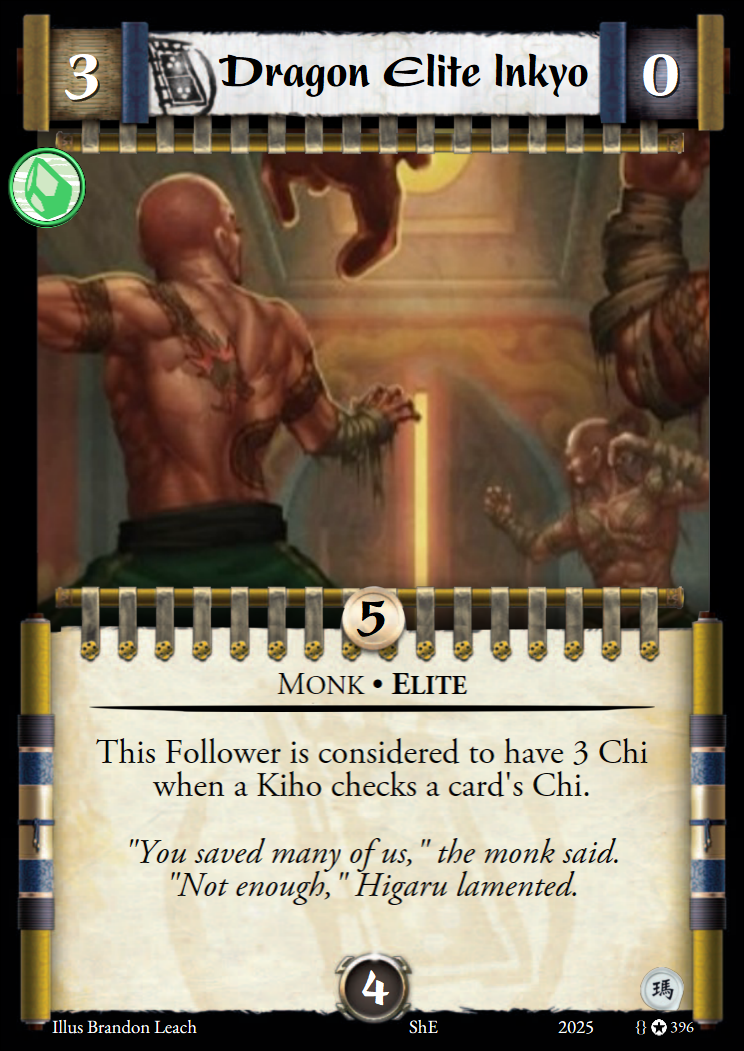 3 Dragon Elite Inkyo 0
5
Monk • Elite
This Follower is considered to have 3 Chi
when a Kiho checks a card's Chi.
"You saved many of us," the monk said.
"Not enough," Higaru lamented.
4
瑪
Illus Brandon Leach ShE 2025 {} 396